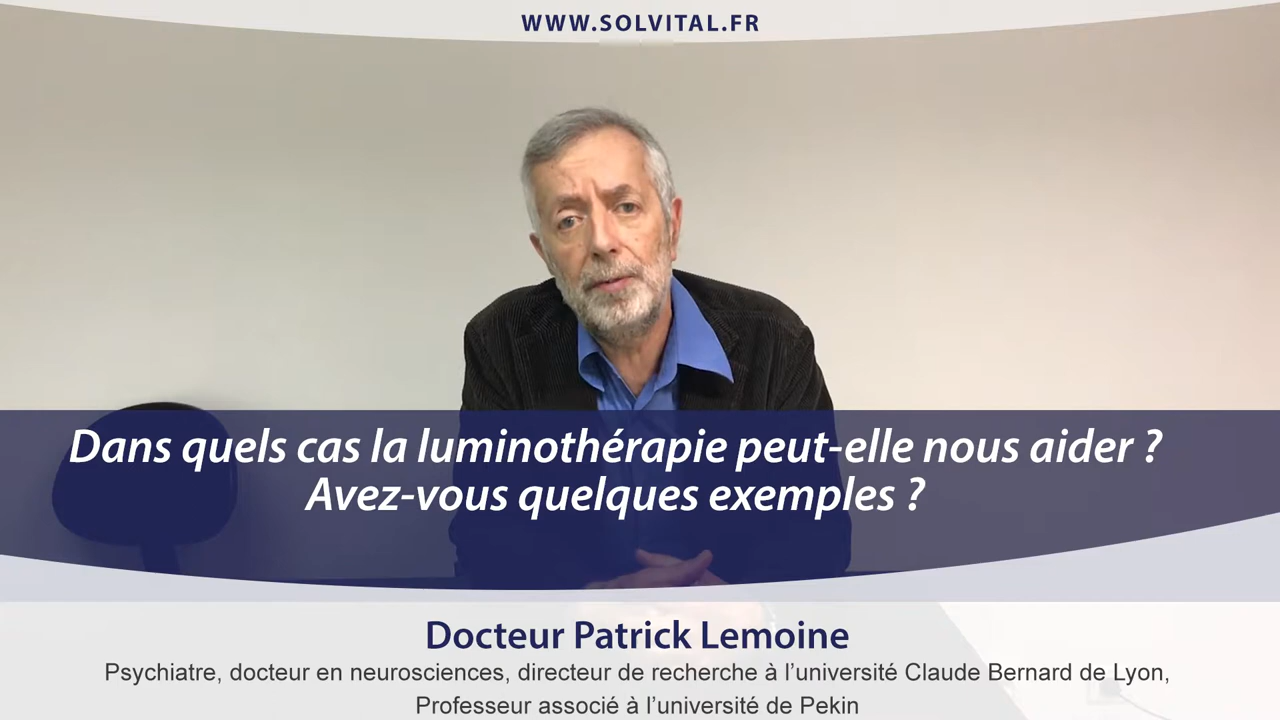 WWW.SOLVITAL.FR
Dans quels cas la luminothérapie peut-elle nous aider ?
Avez-vous quelques exemples ?
Docteur Patrick Lemoine
Psychiatre, docteur en neurosciences, directeur de recherche à l’université Claude Bernard de Lyon,
Professeur associé à l’université de Pekin